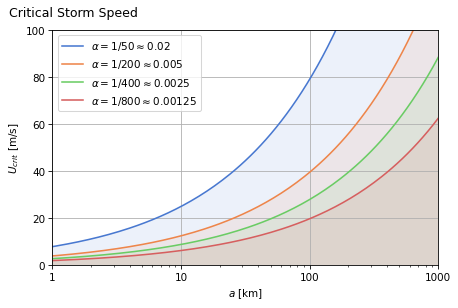 Critical Storm Speed
100
80
60
40
20
0
U_crit [m/s]
α = 1/50 ≈ 0.02
α = 1/200 ≈ 0.005
α = 1/400 ≈ 0.0025
α = 1/800 ≈ 0.00125
1
10
100
1000
a [km]